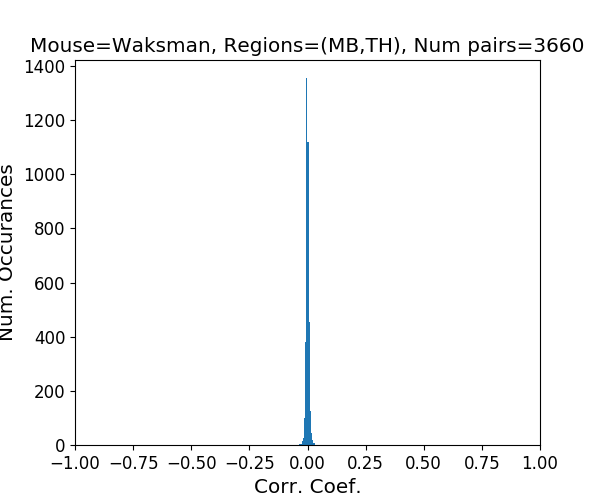 Mouse=Waksman, Regions=(MB,TH), Num pairs=3660
1400
1200
1000
800
600
400
200
0
Num. Occurances
−1.00 −0.75 −0.50 −0.25 0.00 0.25 0.50 0.75 1.00
Corr. Coef.